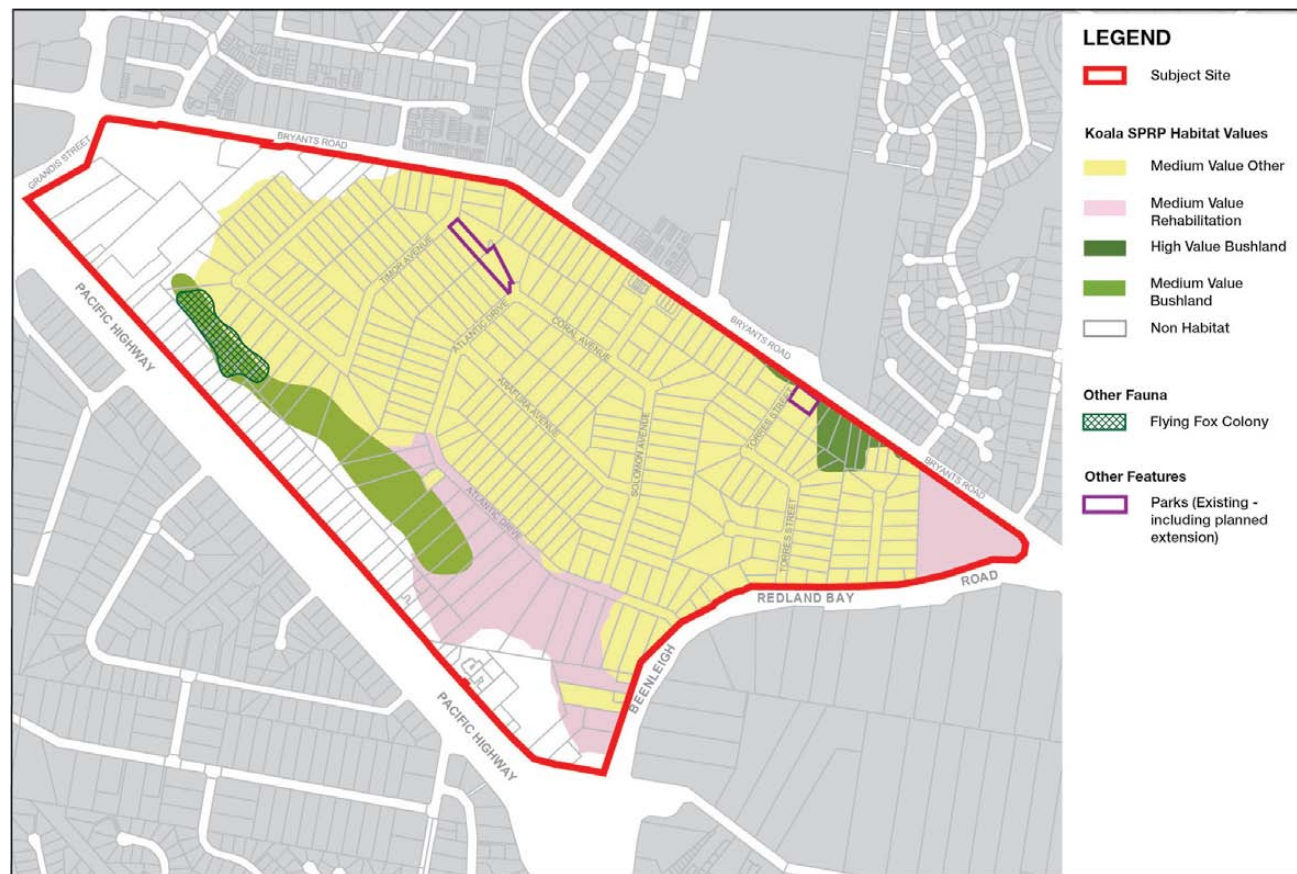 LEGEND
Subject Site
Koala SPRP Habitat Values
Medium Value Other
Medium Value
Rehabilitation
High Value Bushland
Medium Value
Bushland
Non Habitat
Other Fauna
Flying Fox Colony
Other Features
Parks (Existing -
including planned
extension)
GRANDIS STREET
BRYANTS ROAD
TIMOR AVENUE
PACIFIC HIGHWAY
ATLANTIC DRIVE
CORAL AVENUE
BRYANTS ROAD
ARAFURA AVENUE
TORRES STREET
SOLOMON AVENUE
BRYANTS ROAD
ATLANTIC DRIVE
TORRES STREET
REDLAND BAY
ROAD
BEENLEIGH
PACIFIC HIGHWAY